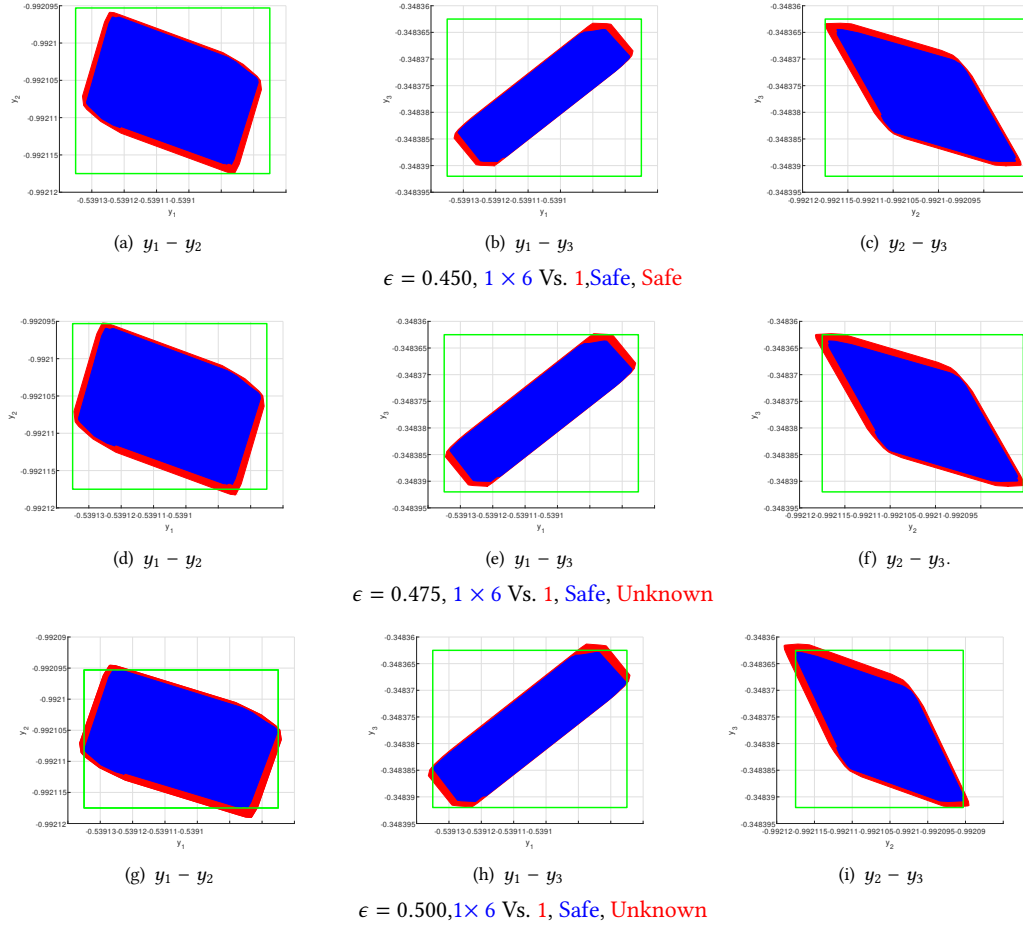 -0.992095
-0.9921
-0.992105
-0.99211
-0.992115
-0.99212
y2
-0.53913-0.53912-0.53911-0.5391
y1
-0.34836
-0.348365
-0.34837
-0.348375
-0.34838
-0.348385
-0.34839
-0.348395
y3
-0.53913-0.53912-0.53911-0.5391
y1
-0.34836
-0.348365
-0.34837
-0.348375
-0.34838
-0.348385
-0.34839
-0.348395
y3
-0.99212-0.992115-0.99211-0.992105-0.9921-0.992095
y2
(a) y1 − y2
(b) y1 − y3
(c) y2 − y3
ϵ = 0.450, 1 × 6 Vs. 1,Safe, Safe
-0.992095
-0.9921
-0.992105
-0.99211
-0.992115
-0.99212
y2
-0.53913-0.53912-0.53911-0.5391
y1
-0.34836
-0.348365
-0.34837
-0.348375
-0.34838
-0.348385
-0.34839
-0.348395
y3
-0.53913-0.53912-0.53911-0.5391
y1
-0.34836
-0.348365
-0.34837
-0.348375
-0.34838
-0.348385
-0.34839
-0.348395
y3
-0.99212-0.992115-0.99211-0.992105-0.9921-0.992095
y2
(d) y1 − y2
(e) y1 − y3
(f) y2 − y3.
ϵ = 0.475, 1 × 6 Vs. 1, Safe, Unknown
-0.99209
-0.992095
-0.9921
-0.992105
-0.99211
-0.992115
-0.99212
y2
-0.53913-0.53912-0.53911-0.5391
y1
-0.34836
-0.348365
-0.34837
-0.348375
-0.34838
-0.348385
-0.34839
-0.348395
y3
-0.53913-0.53912-0.53911-0.5391
y1
-0.34836
-0.348365
-0.34837
-0.348375
-0.34838
-0.348385
-0.34839
-0.348395
y3
-0.99212-0.992115-0.99211-0.992105-0.9921-0.992095-0.99209
y2
(g) y1 − y2
(h) y1 − y3
(i) y2 − y3
ϵ = 0.500,1× 6 Vs. 1, Safe, Unknown